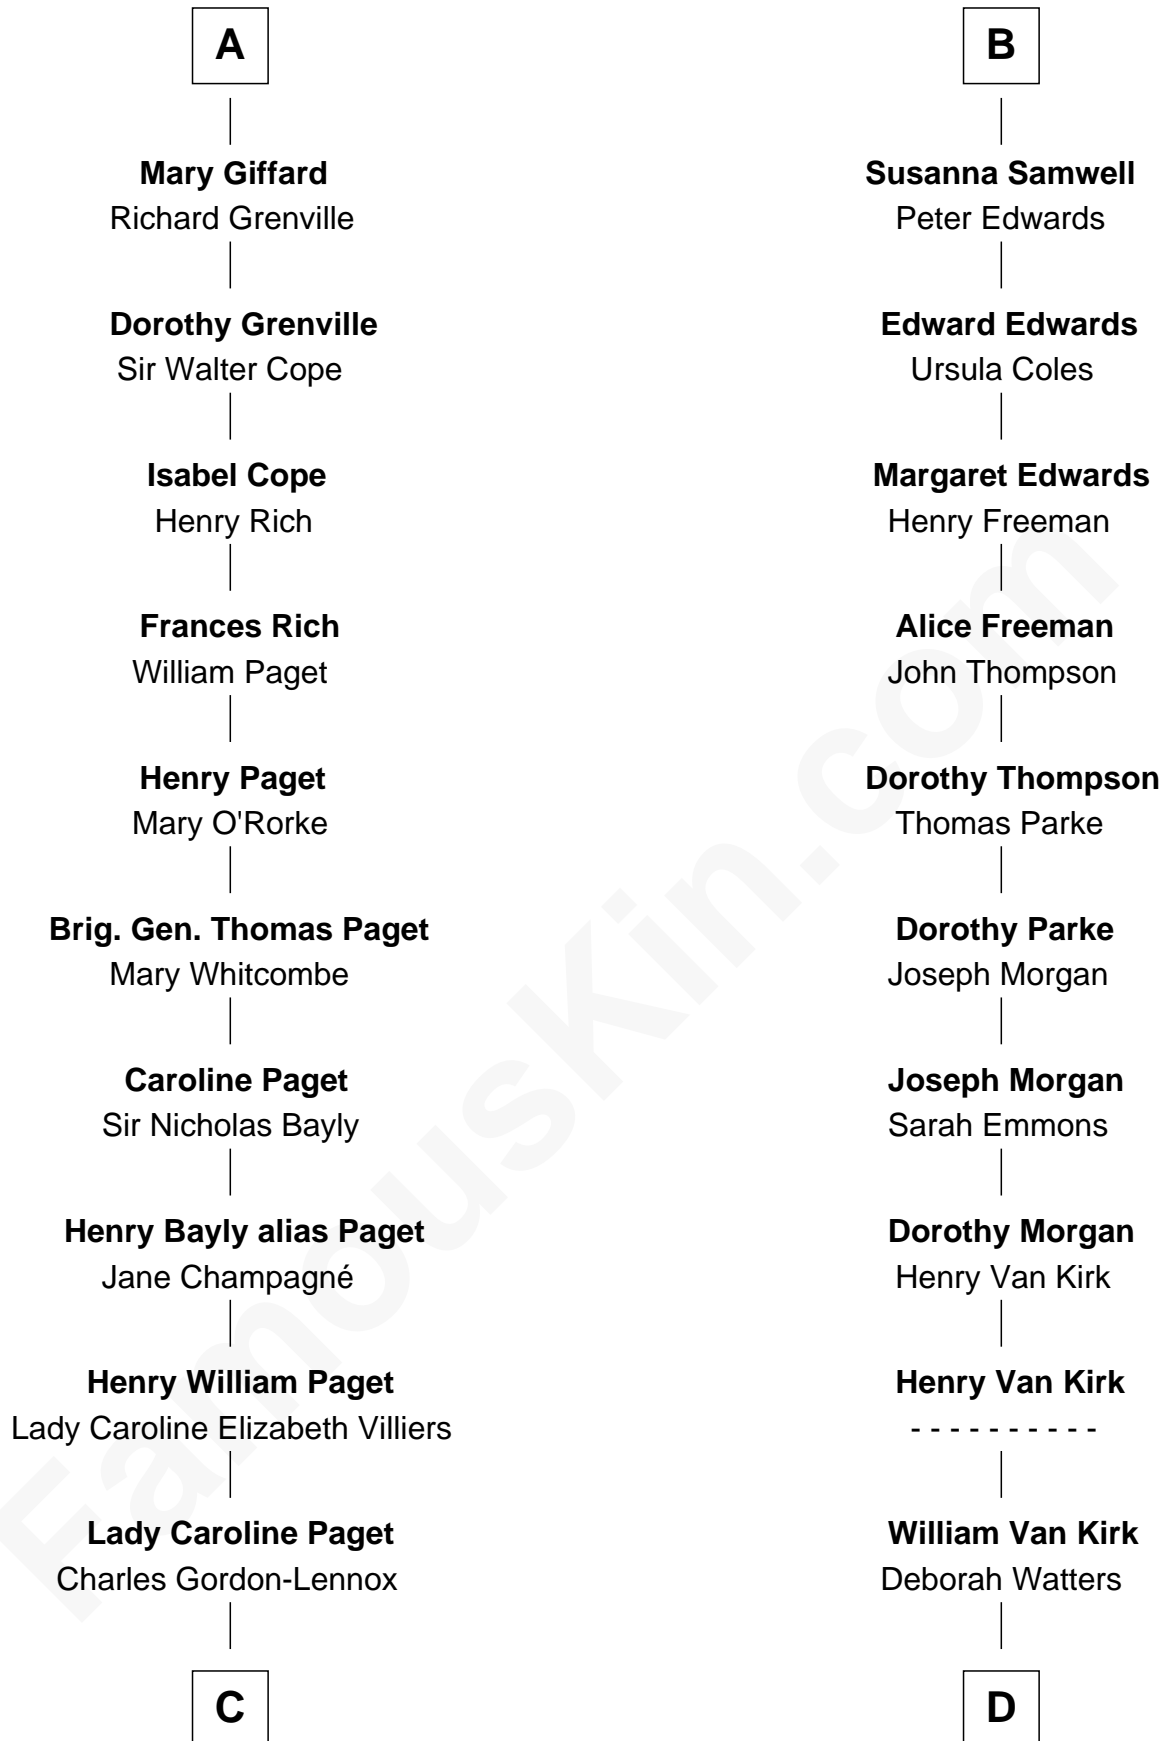 A
Mary Giffard
Richard Grenville
Dorothy Grenville
Sir Walter Cope
Isabel Cope
Henry Rich
Frances Rich
William Paget
Henry Paget
Mary O'Rorke
Brig. Gen. Thomas Paget
Mary Whitcombe
Caroline Paget
Sir Nicholas Bayly
Henry Bayly alias Paget
Jane Champagné
Henry William Paget
Lady Caroline Elizabeth Villiers
Lady Caroline Paget
Charles Gordon-Lennox
C
B
Susanna Samwell
Peter Edwards
Edward Edwards
Ursula Coles
Margaret Edwards
Henry Freeman
Alice Freeman
John Thompson
Dorothy Thompson
Thomas Parke
Dorothy Parke
Joseph Morgan
Joseph Morgan
Sarah Emmons
Dorothy Morgan
Henry Van Kirk
Henry Van Kirk
- - - - - - - - - -
William Van Kirk
Deborah Watters
D
FamousKin.com